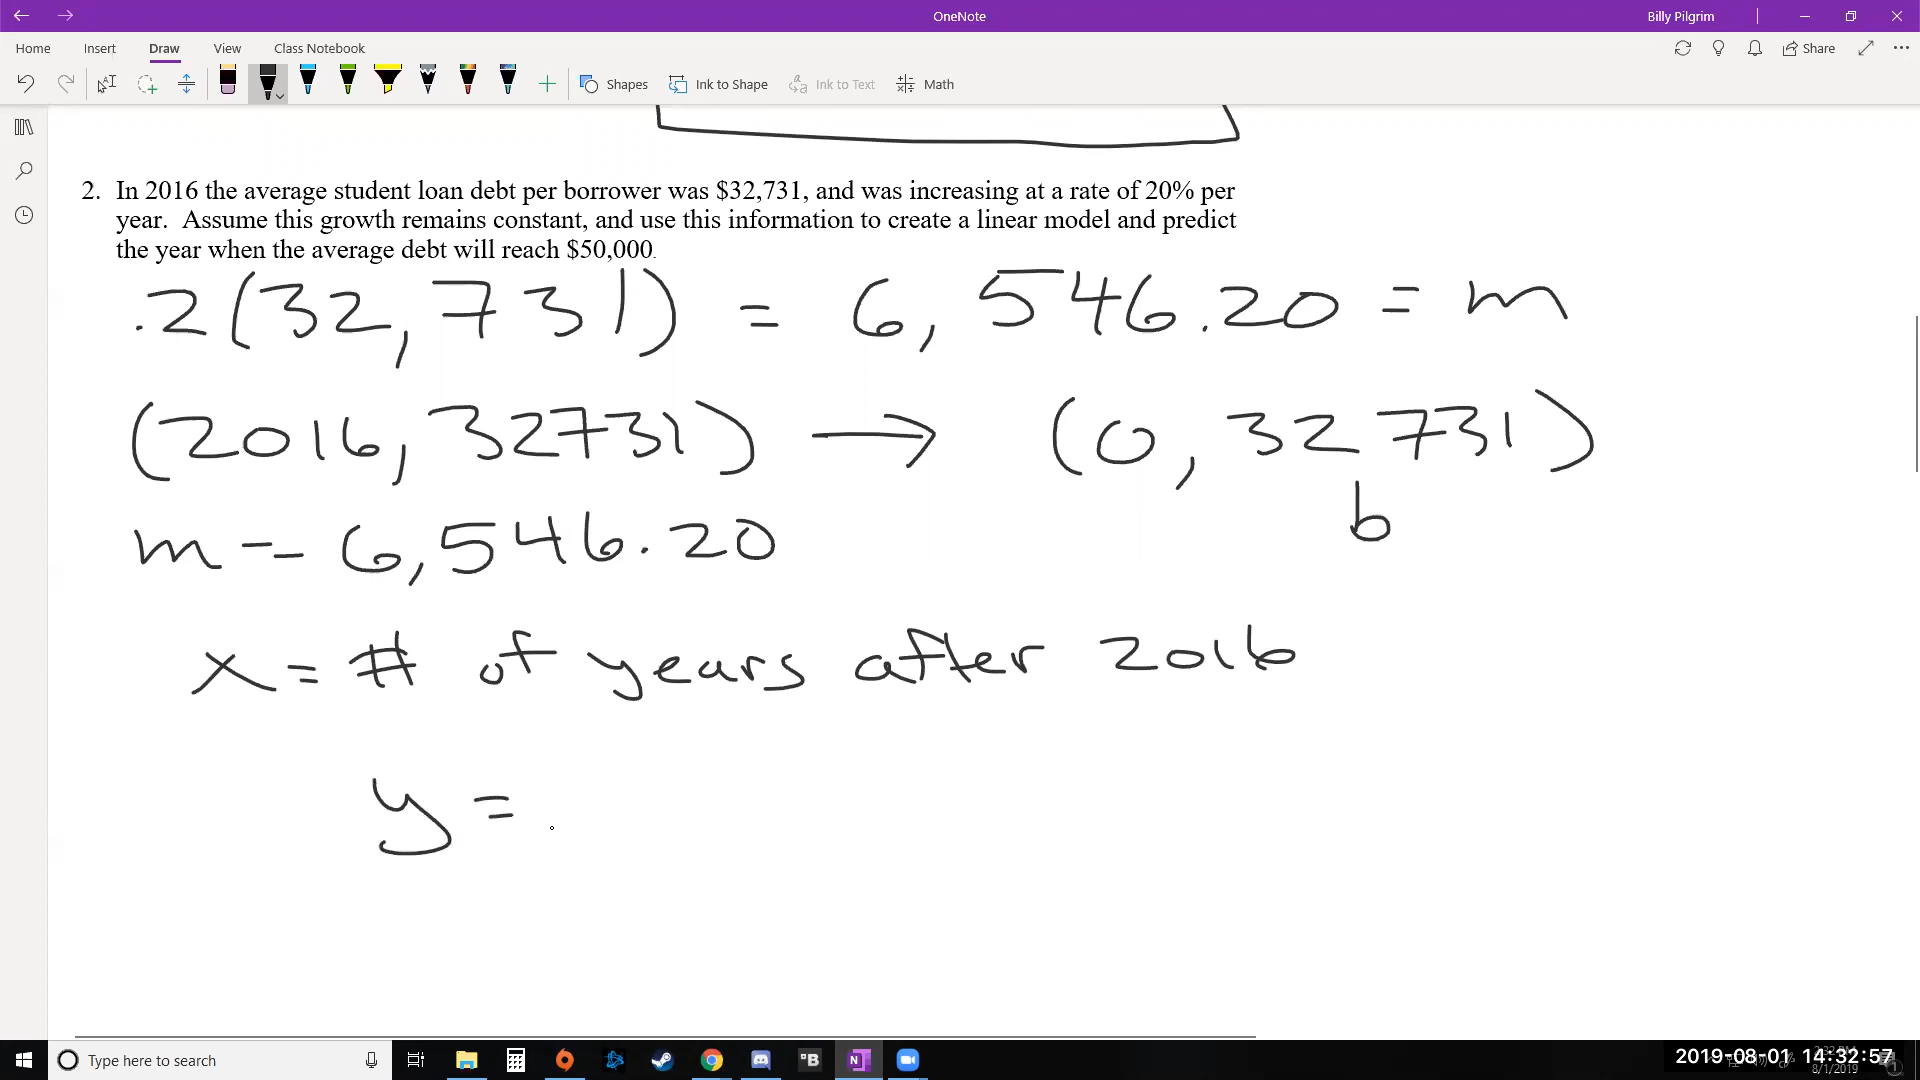 OneNote
Billy Pilgrim
Home Insert Draw View Class Notebook
Share
Shapes Ink to Shape Ink to Text Math
2. In 2016 the average student loan debt per borrower was $32,731, and was increasing at a rate of 20% per
year. Assume this growth remains constant, and use this information to create a linear model and predict
the year when the average debt will reach $50,000.
.2(32,731) = 6,546.20 = m
(2016, 32731) → (0, 32731)
b
m = 6,546.20
x = # of years after 2016
y =
Type here to search
2019-08-01 14:32:57
8/1/2019